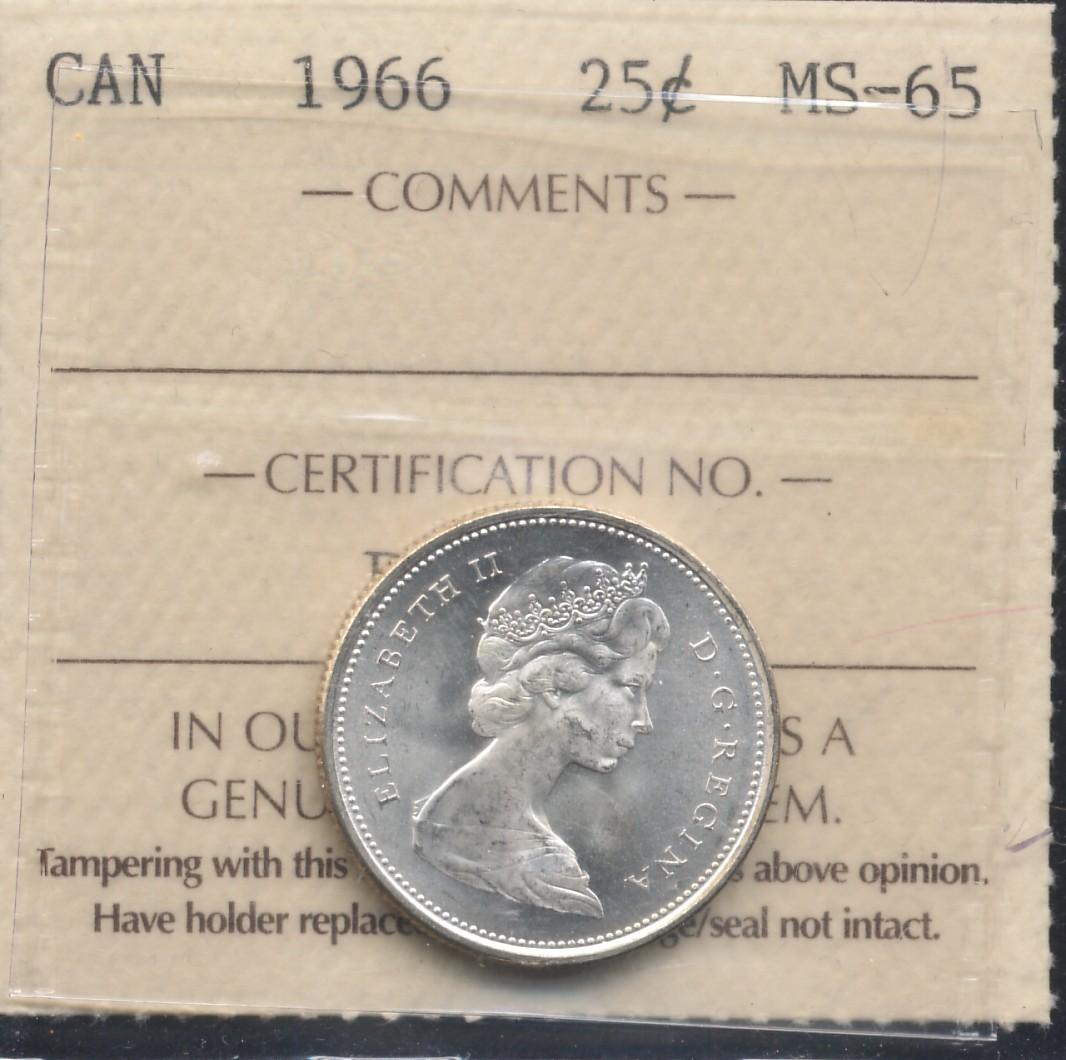 CAN 1966 25¢ MS-65
— COMMENTS —
— CERTIFICATION NO. —
ELIZABETH II D·G·REGINA
IN OU S A
GENU EM.
Tampering with this s above opinion.
Have holder replace ge/seal not intact.